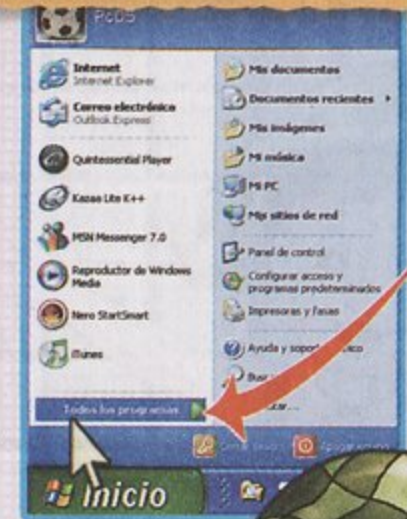 PcDS
Internet
Internet Explorer
Correo electrónico
Outlook Express
Quintessential Player
Kazaa Lite K++
MSN Messenger 7.0
Reproductor de Windows
Media
Nero StartSmart
iTunes
Todos los programas
Mis documentos
Documentos recientes
Mis imágenes
Mi música
Mi PC
Mis sitios de red
Panel de control
Configurar acceso y
programas predeterminados
Impresoras y faxes
Ayuda y soporte
Inicio